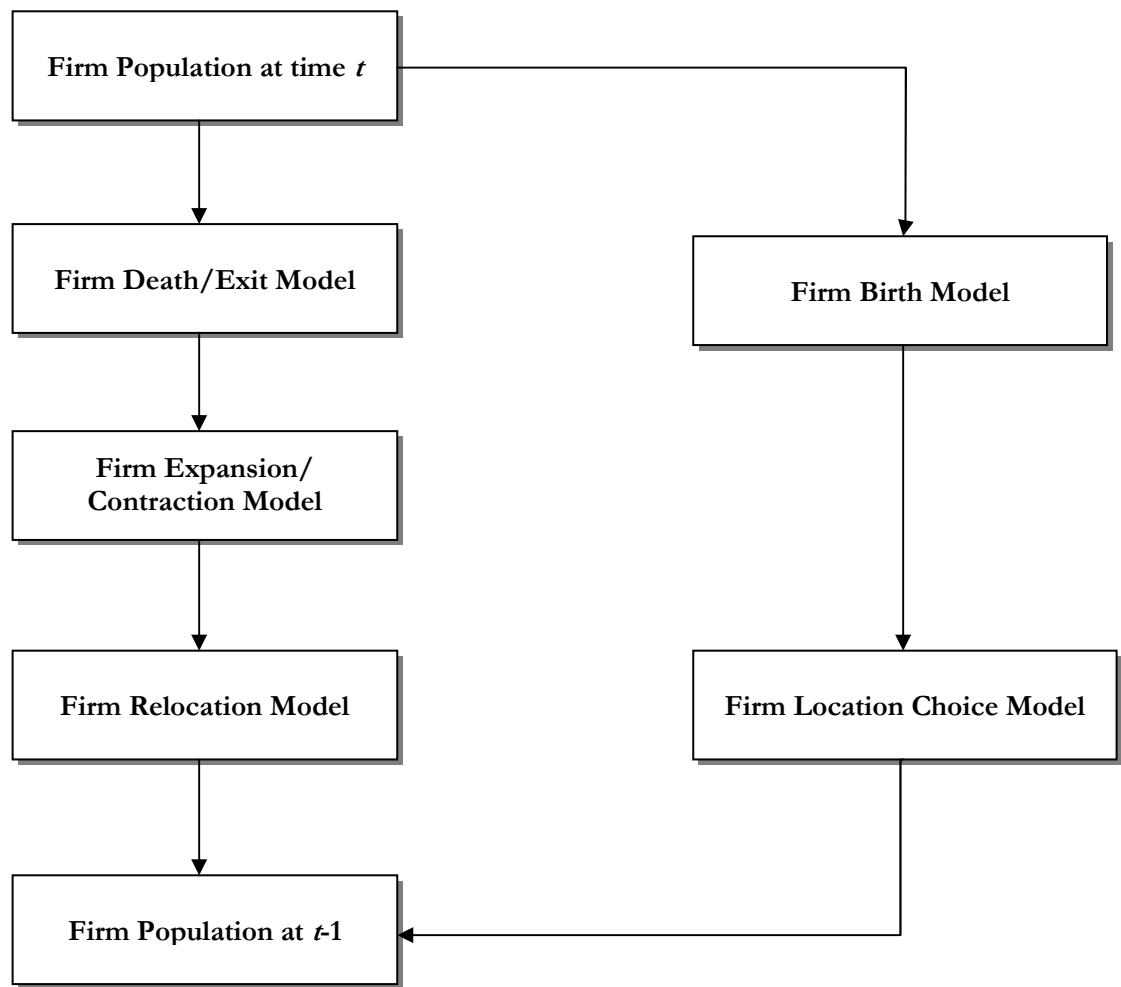 Firm Population at time t
Firm Death/Exit Model
Firm Birth Model
Firm Expansion/
Contraction Model
Firm Relocation Model
Firm Location Choice Model
Firm Population at t-1